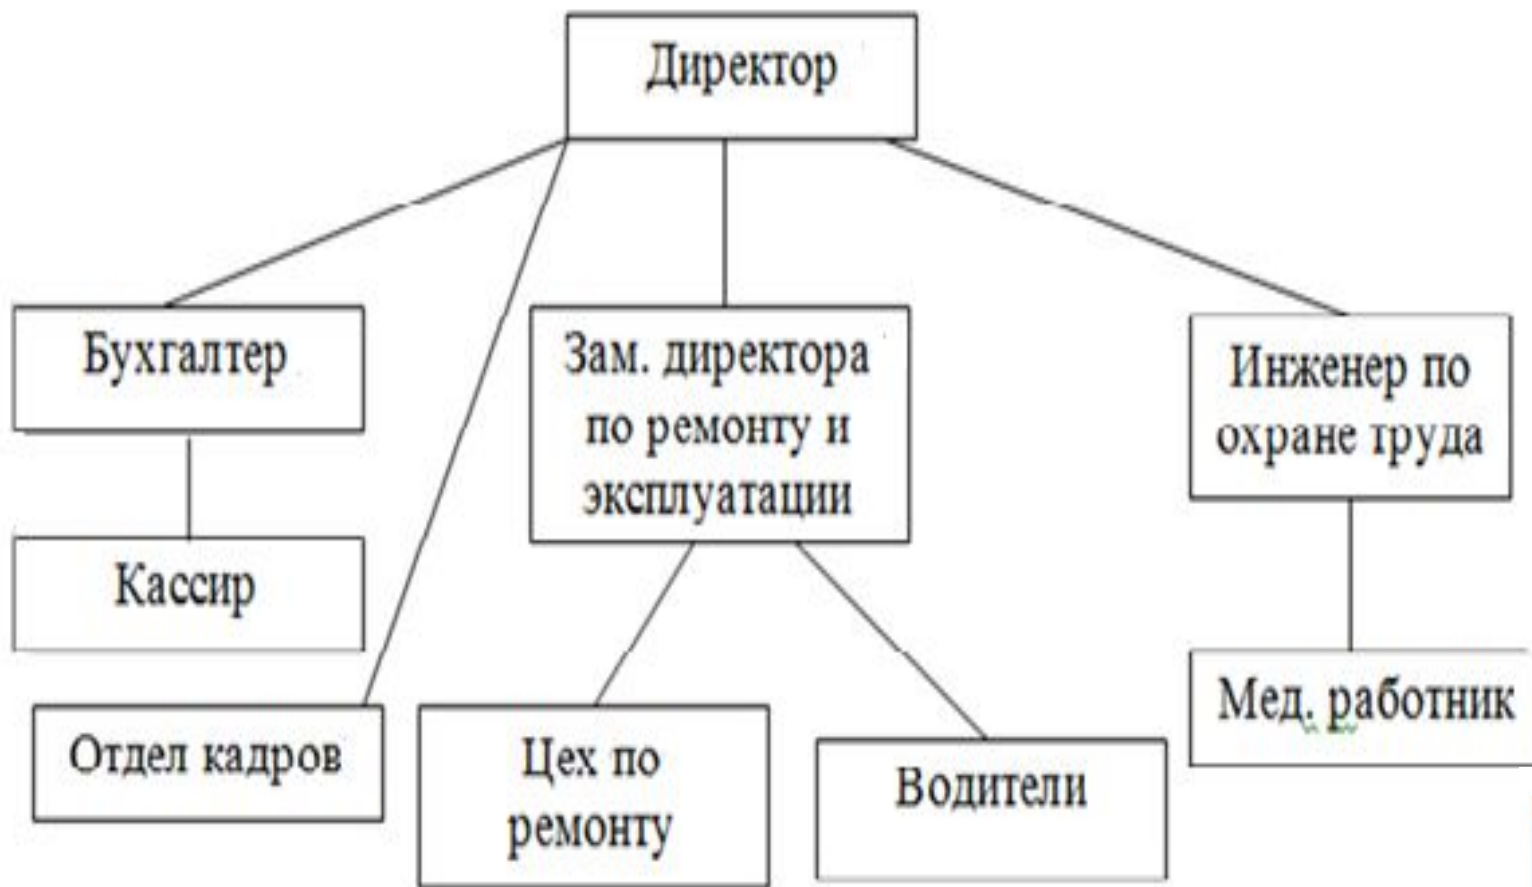 Директор
Бухгалтер
Зам. директора
по ремонту и
эксплуатации
Инженер по
охране труда
Кассир
Мед. работник
Отдел кадров
Цех по
ремонту
Водители